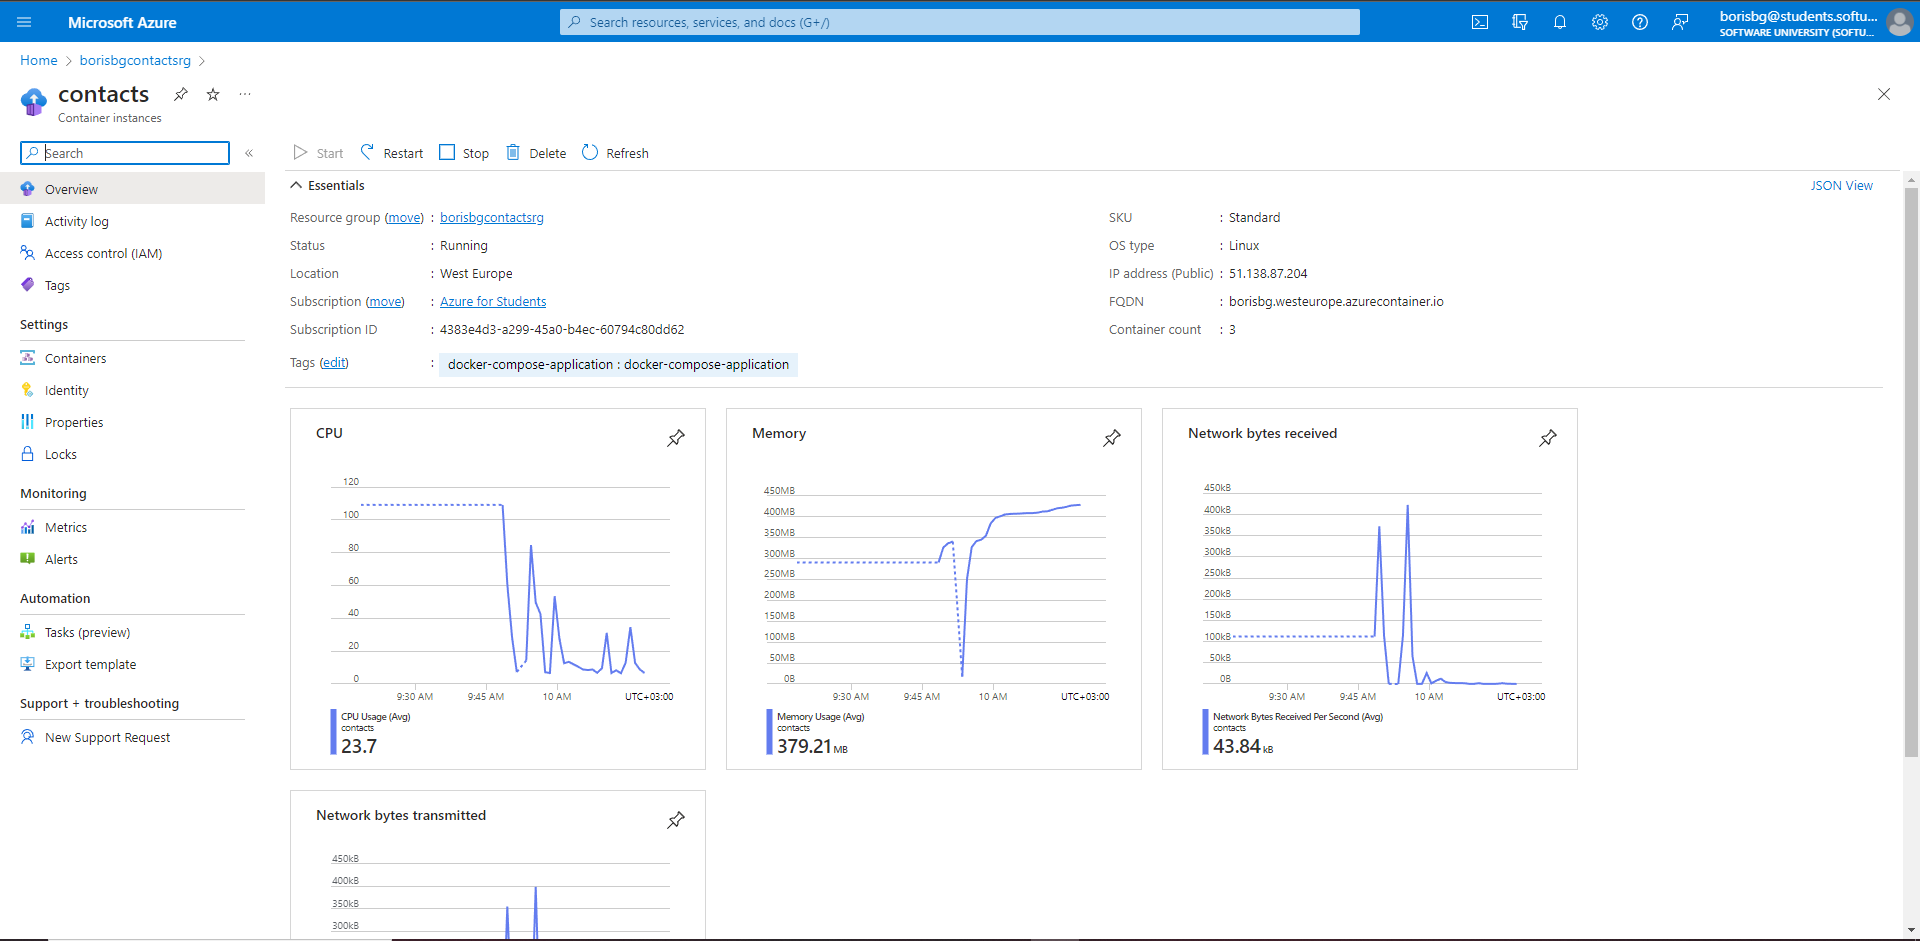 Microsoft Azure
Search resources, services, and docs (G+/)
borisbg@students.softu...
SOFTWARE UNIVERSITY (SOFTU...
Home
borisbgcontactsrg
contacts
...
Container instances
Search
«
Start
Restart
Stop
Delete
Refresh
Overview
Activity log
Access control (IAM)
Tags
Settings
Containers
Identity
Properties
Locks
Monitoring
Metrics
Alerts
Automation
Tasks (preview)
Export template
Support + troubleshooting
New Support Request
Essentials
JSON View
Resource group (move) : borisbgcontactsrg
Status : Running
Location : West Europe
Subscription (move) : Azure for Students
Subscription ID : 4383e4d3-a299-45a0-b4ec-60794c80dd62
Tags (edit) : docker-compose-application : docker-compose-application
SKU : Standard
OS type : Linux
IP address (Public) : 51.138.87.204
FQDN : borisbg.westeurope.azurecontainer.io
Container count : 3
CPU
120
100
80
60
40
20
0
9:30 AM 9:45 AM 10 AM UTC+03:00
CPU Usage (Avg)
contacts
23.7
Memory
450MB
400MB
350MB
300MB
250MB
200MB
150MB
100MB
50MB
0B
9:30 AM 9:45 AM 10 AM UTC+03:00
Memory Usage (Avg)
contacts
379.21 MB
Network bytes received
450kB
400kB
350kB
300kB
250kB
200kB
150kB
100kB
50kB
0B
9:30 AM 9:45 AM 10 AM UTC+03:00
Network Bytes Received Per Second (Avg)
contacts
43.84 kB
Network bytes transmitted
450kB
400kB
350kB
300kB